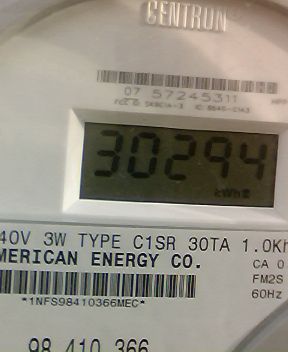 CENTRON
07 57245311
30294
kWh
40V 3W TYPE C1SR 30TA 1.0Kh
MERICAN ENERGY CO.
CA 0
FM2S
60Hz
*1NFS98410366MEC*
98 410 366